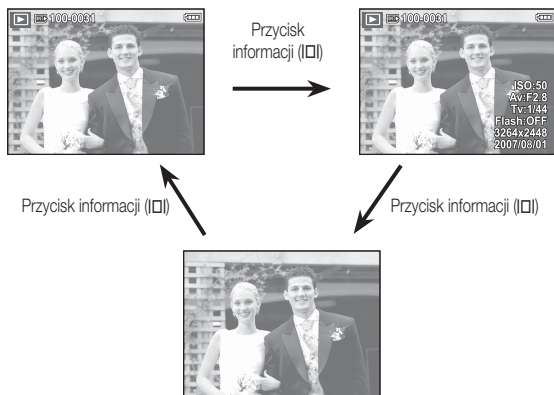 100-0031
Przycisk
informacji (I□I)
100-0031
ISO:50
Av:F2.8
Tv:1/44
Flash:OFF
3264x2448
2007/08/01
Przycisk informacji (I□I)
Przycisk informacji (I□I)